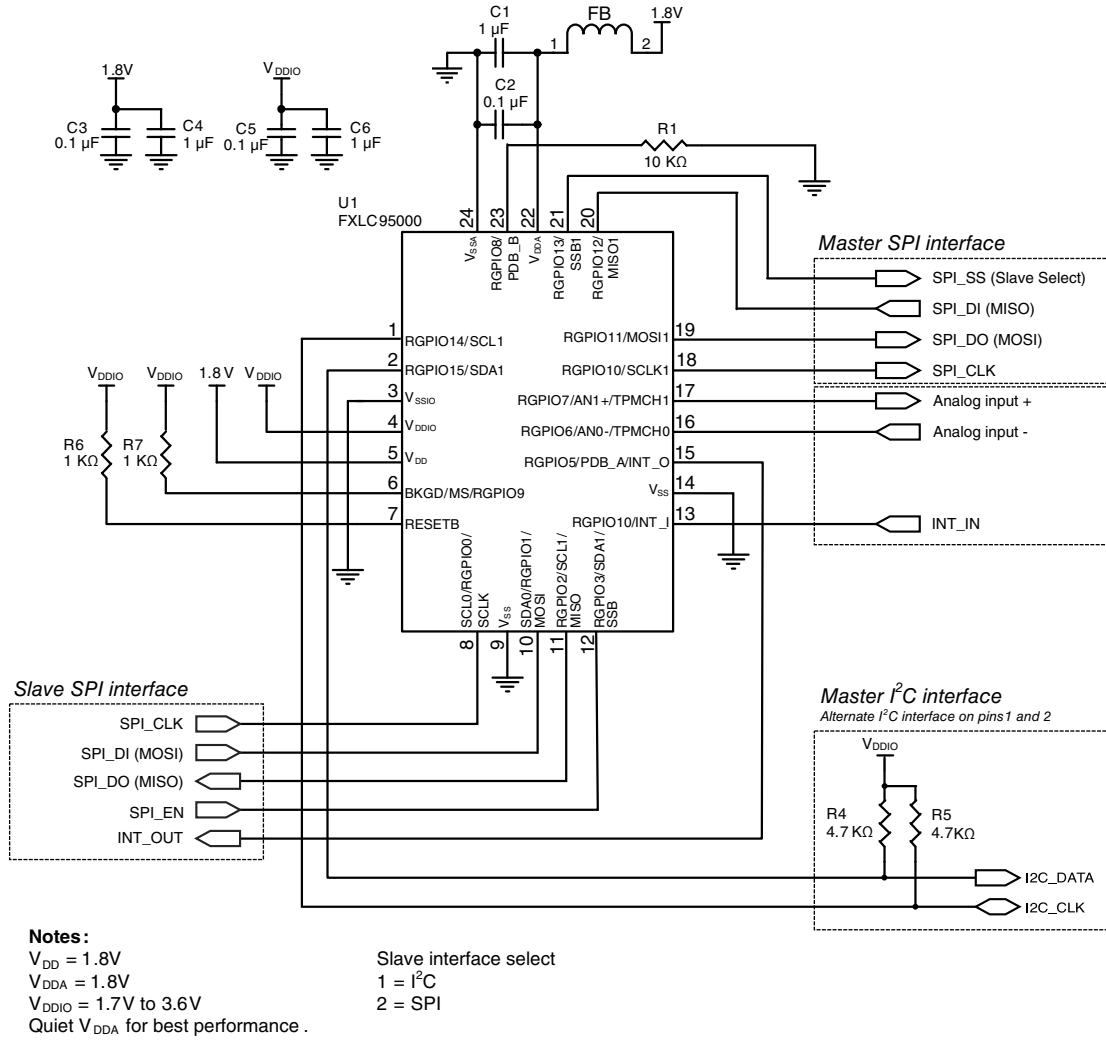 C1
1 µF
FB
1.8V
1
2
C2
0.1 µF
1.8V
C3
0.1 µF
C4
1 µF
VDDIO
C5
0.1 µF
C6
1 µF
R1
10 KΩ
U1
FXLC95000
24
23
22
21
20
VSSA
RGPIO8/
PDB_B
VDDA
RGPIO13/
SSB1
RGPIO12/
MISO1
Master SPI interface
SPI_SS (Slave Select)
SPI_DI (MISO)
SPI_DO (MOSI)
SPI_CLK
Analog input +
Analog input -
INT_IN
1
RGPIO14/SCL1
2
RGPIO15/SDA1
3
VSSIO
4
VDDIO
5
VDD
6
BKGD/MS/RGPIO9
7
RESETB
RGPIO11/MOSI1
19
RGPIO10/SCLK1
18
RGPIO7/AN1+/TPMCH1
17
RGPIO6/AN0-/TPMCH0
16
RGPIO5/PDB_A/INT_O
15
VSS
14
RGPIO10/INT_I
13
VDDIO
VDDIO
1.8 V
VDDIO
R6
1 KΩ
R7
1 KΩ
SCL0/RGPIO0/
SCLK
VSS
SDA0/RGPIO1/
MOSI
RGPIO2/SCL1/
MISO
RGPIO3/SDA1/
SSB
8
9
10
11
12
Slave SPI interface
SPI_CLK
SPI_DI (MOSI)
SPI_DO (MISO)
SPI_EN
INT_OUT
Master I²C interface
Alternate I²C interface on pins1 and 2
VDDIO
R4
4.7 KΩ
R5
4.7KΩ
I2C_DATA
I2C_CLK
Notes:
VDD = 1.8V
VDDA = 1.8V
VDDIO = 1.7V to 3.6V
Quiet VDDA for best performance .
Slave interface select
1 = I²C
2 = SPI